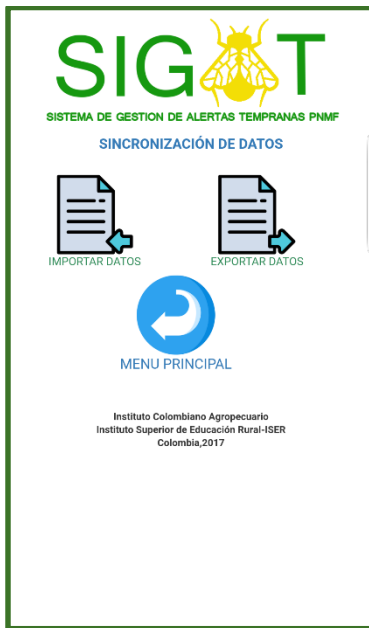 SIGAT
SISTEMA DE GESTION DE ALERTAS TEMPRANAS PNMF
SINCRONIZACIÓN DE DATOS
IMPORTAR DATOS
EXPORTAR DATOS
MENU PRINCIPAL
Instituto Colombiano Agropecuario
Instituto Superior de Educación Rural-ISER
Colombia,2017